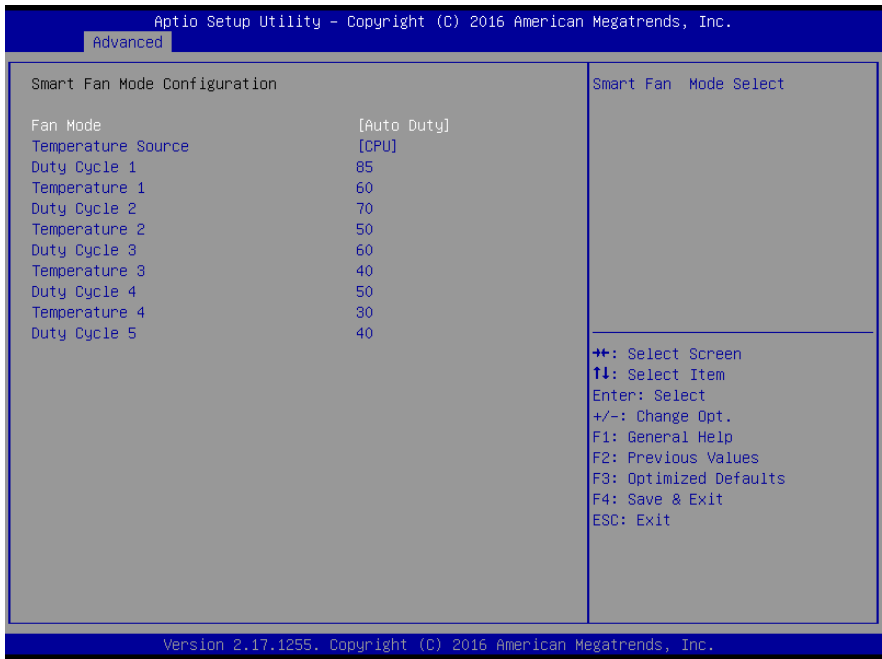 Aptio Setup Utility – Copyright (C) 2016 American Megatrends, Inc.
Advanced
Smart Fan Mode Configuration
Fan Mode [Auto Duty]
Temperature Source [CPU]
Duty Cycle 1 85
Temperature 1 60
Duty Cycle 2 70
Temperature 2 50
Duty Cycle 3 60
Temperature 3 40
Duty Cycle 4 50
Temperature 4 30
Duty Cycle 5 40
Smart Fan Mode Select
→←: Select Screen
↑↓: Select Item
Enter: Select
+/-: Change Opt.
F1: General Help
F2: Previous Values
F3: Optimized Defaults
F4: Save & Exit
ESC: Exit
Version 2.17.1255. Copyright (C) 2016 American Megatrends, Inc.